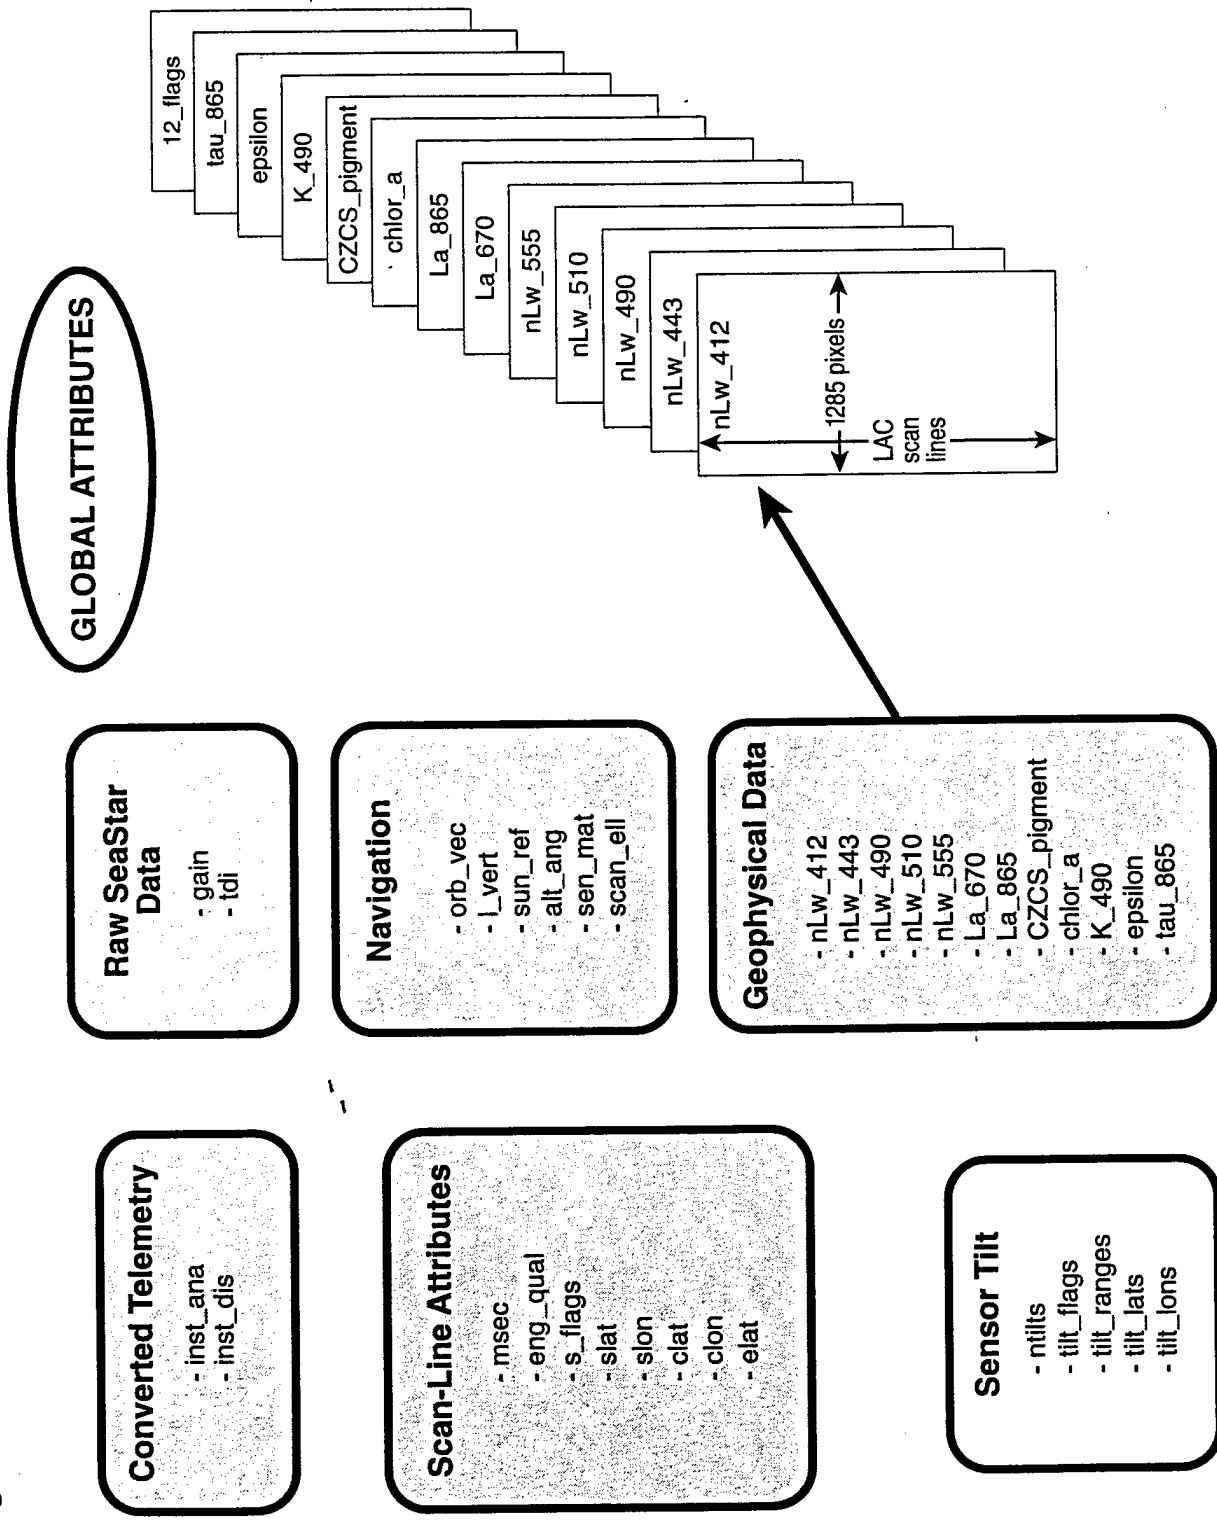 GLOBAL ATTRIBUTES
Converted Telemetry
- inst_ana
- inst_dis
Raw SeaStar
Data
- gain
- tdi
Scan-Line Attributes
- msec
- eng_qual
- s_flags
- slat
- slon
- clat
- clon
- elat
Navigation
- orb_vec
- l_vert
- sun_ref
- alt_ang
- sen_mat
- scan_ell
Sensor Tilt
- ntilts
- tilt_flags
- tilt_ranges
- tilt_lats
- tilt_lons
Geophysical Data
- nLw_412
- nLw_443
- nLw_490
- nLw_510
- nLw_555
- La_670
- La_865
- CZCS_pigment
- chlor_a
- K_490
- epsilon
- tau_865
12_flags
tau_865
epsilon
K_490
CZCS_pigment
chlor_a
La_865
La_670
nLw_555
nLw_510
nLw_490
nLw_443
nLw_412
1285 pixels
LAC
scan
lines